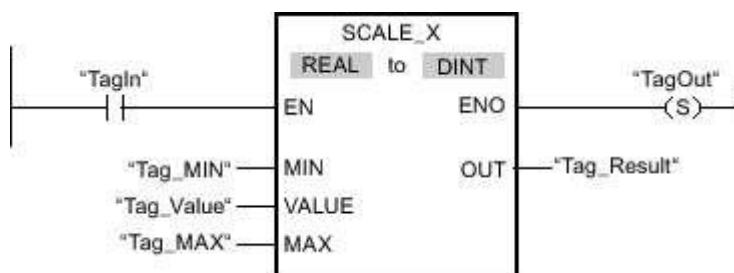 SCALE_X
REAL to DINT
"TagIn"
"TagOut"
EN
ENO
(S)
"Tag_MIN"
MIN
OUT
"Tag_Result"
"Tag_Value"
VALUE
"Tag_MAX"
MAX